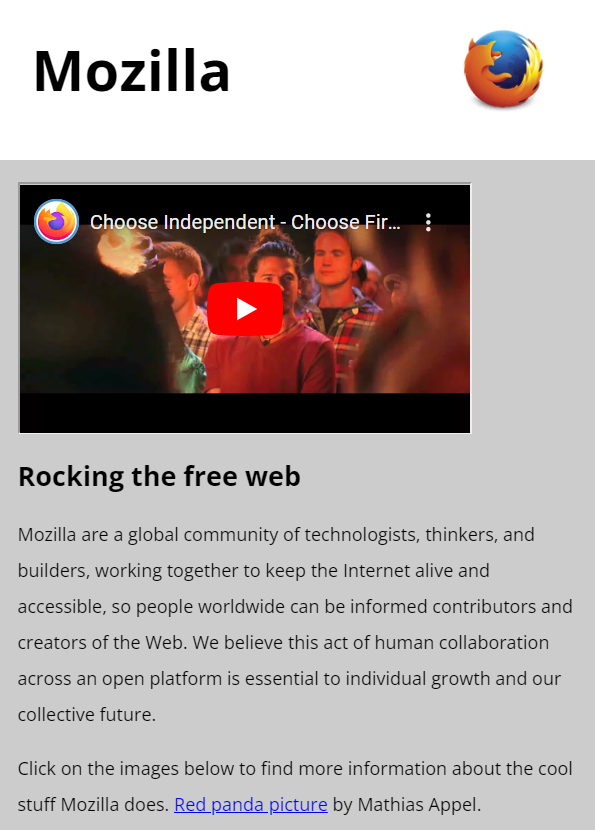 Mozilla
Choose Independent - Choose Fir...
Rocking the free web
Mozilla are a global community of technologists, thinkers, and
builders, working together to keep the Internet alive and
accessible, so people worldwide can be informed contributors and
creators of the Web. We believe this act of human collaboration
across an open platform is essential to individual growth and our
collective future.
Click on the images below to find more information about the cool
stuff Mozilla does. Red panda picture by Mathias Appel.